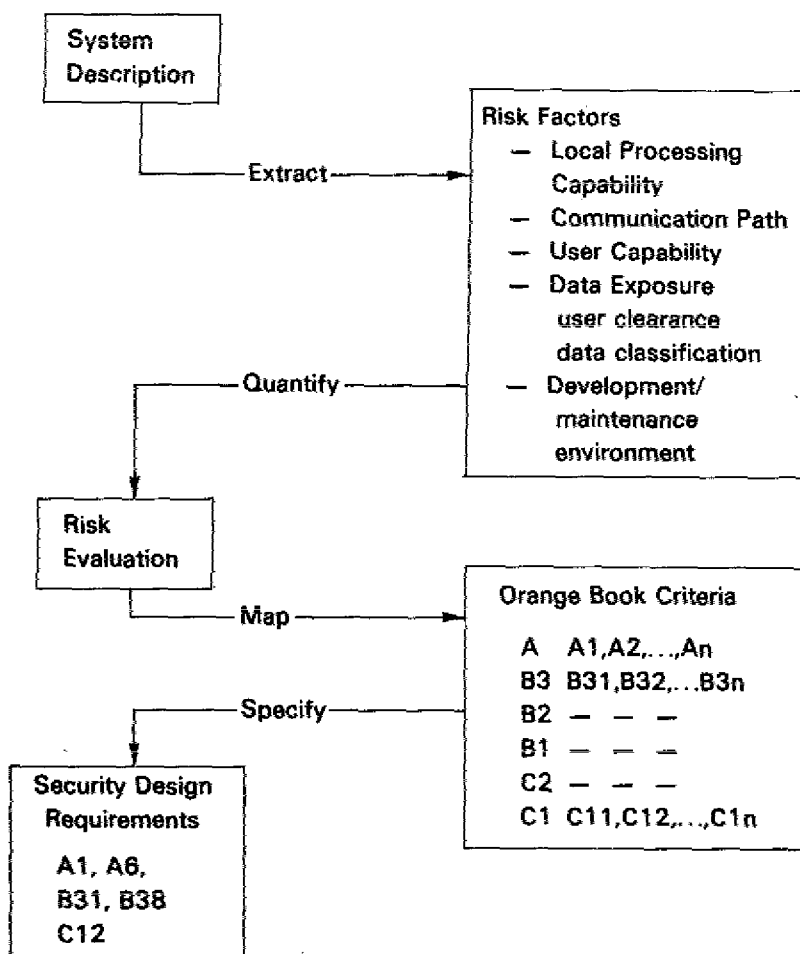 System
Description
Extract
Risk Factors
— Local Processing
Capability
— Communication Path
— User Capability
— Data Exposure
user clearance
data classification
— Development/
maintenance
environment
Quantify
Risk
Evaluation
Map
Orange Book Criteria
A A1,A2,...,An
B3 B31,B32,...B3n
B2 — — —
B1 — — —
C2 — — —
C1 C11,C12,...,C1n
Specify
Security Design
Requirements
A1, A6,
B31, B38
C12